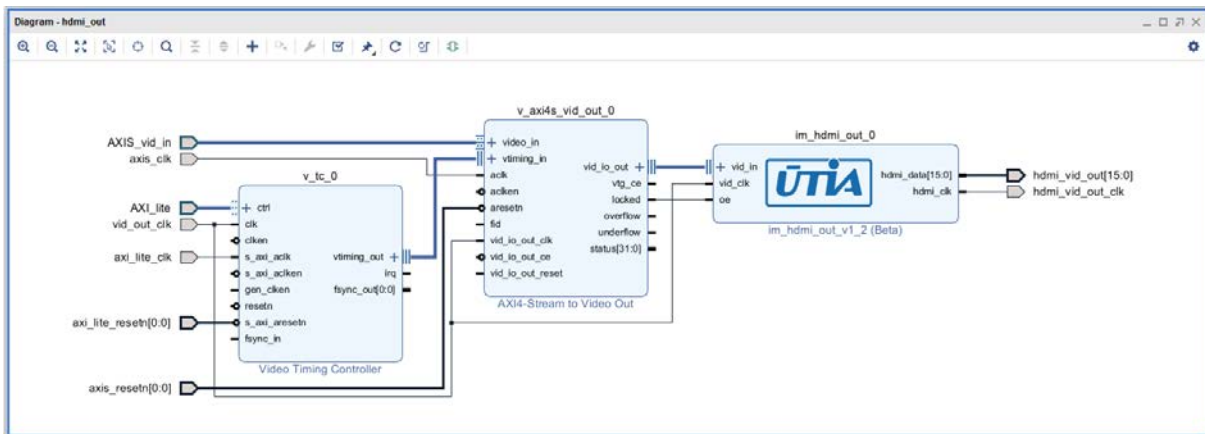 Diagram - hdmi_out
v_axi4s_vid_out_0
AXIS_vid_in
axis_clk
AXI_lite
vid_out_clk
axi_lite_clk
axi_lite_resetn[0:0]
axis_resetn[0:0]
v_tc_0
ctrl
clk
clken
s_axi_aclk
s_axi_aclken
gen_clken
resetn
s_axi_aresetn
fsync_in
vtiming_out
irq
fsync_out[0:0]
Video Timing Controller
video_in
vtiming_in
aclk
aclken
aresetn
fid
vid_io_out_clk
vid_io_out_ce
vid_io_out_reset
vid_io_out
vtg_ce
locked
overflow
underflow
status[31:0]
AXI4-Stream to Video Out
im_hdmi_out_0
vid_in
vid_clk
oe
ÚTIA
hdmi_data[15:0]
hdmi_clk
im_hdmi_out_v1_2 (Beta)
hdmi_vid_out[15:0]
hdmi_vid_out_clk